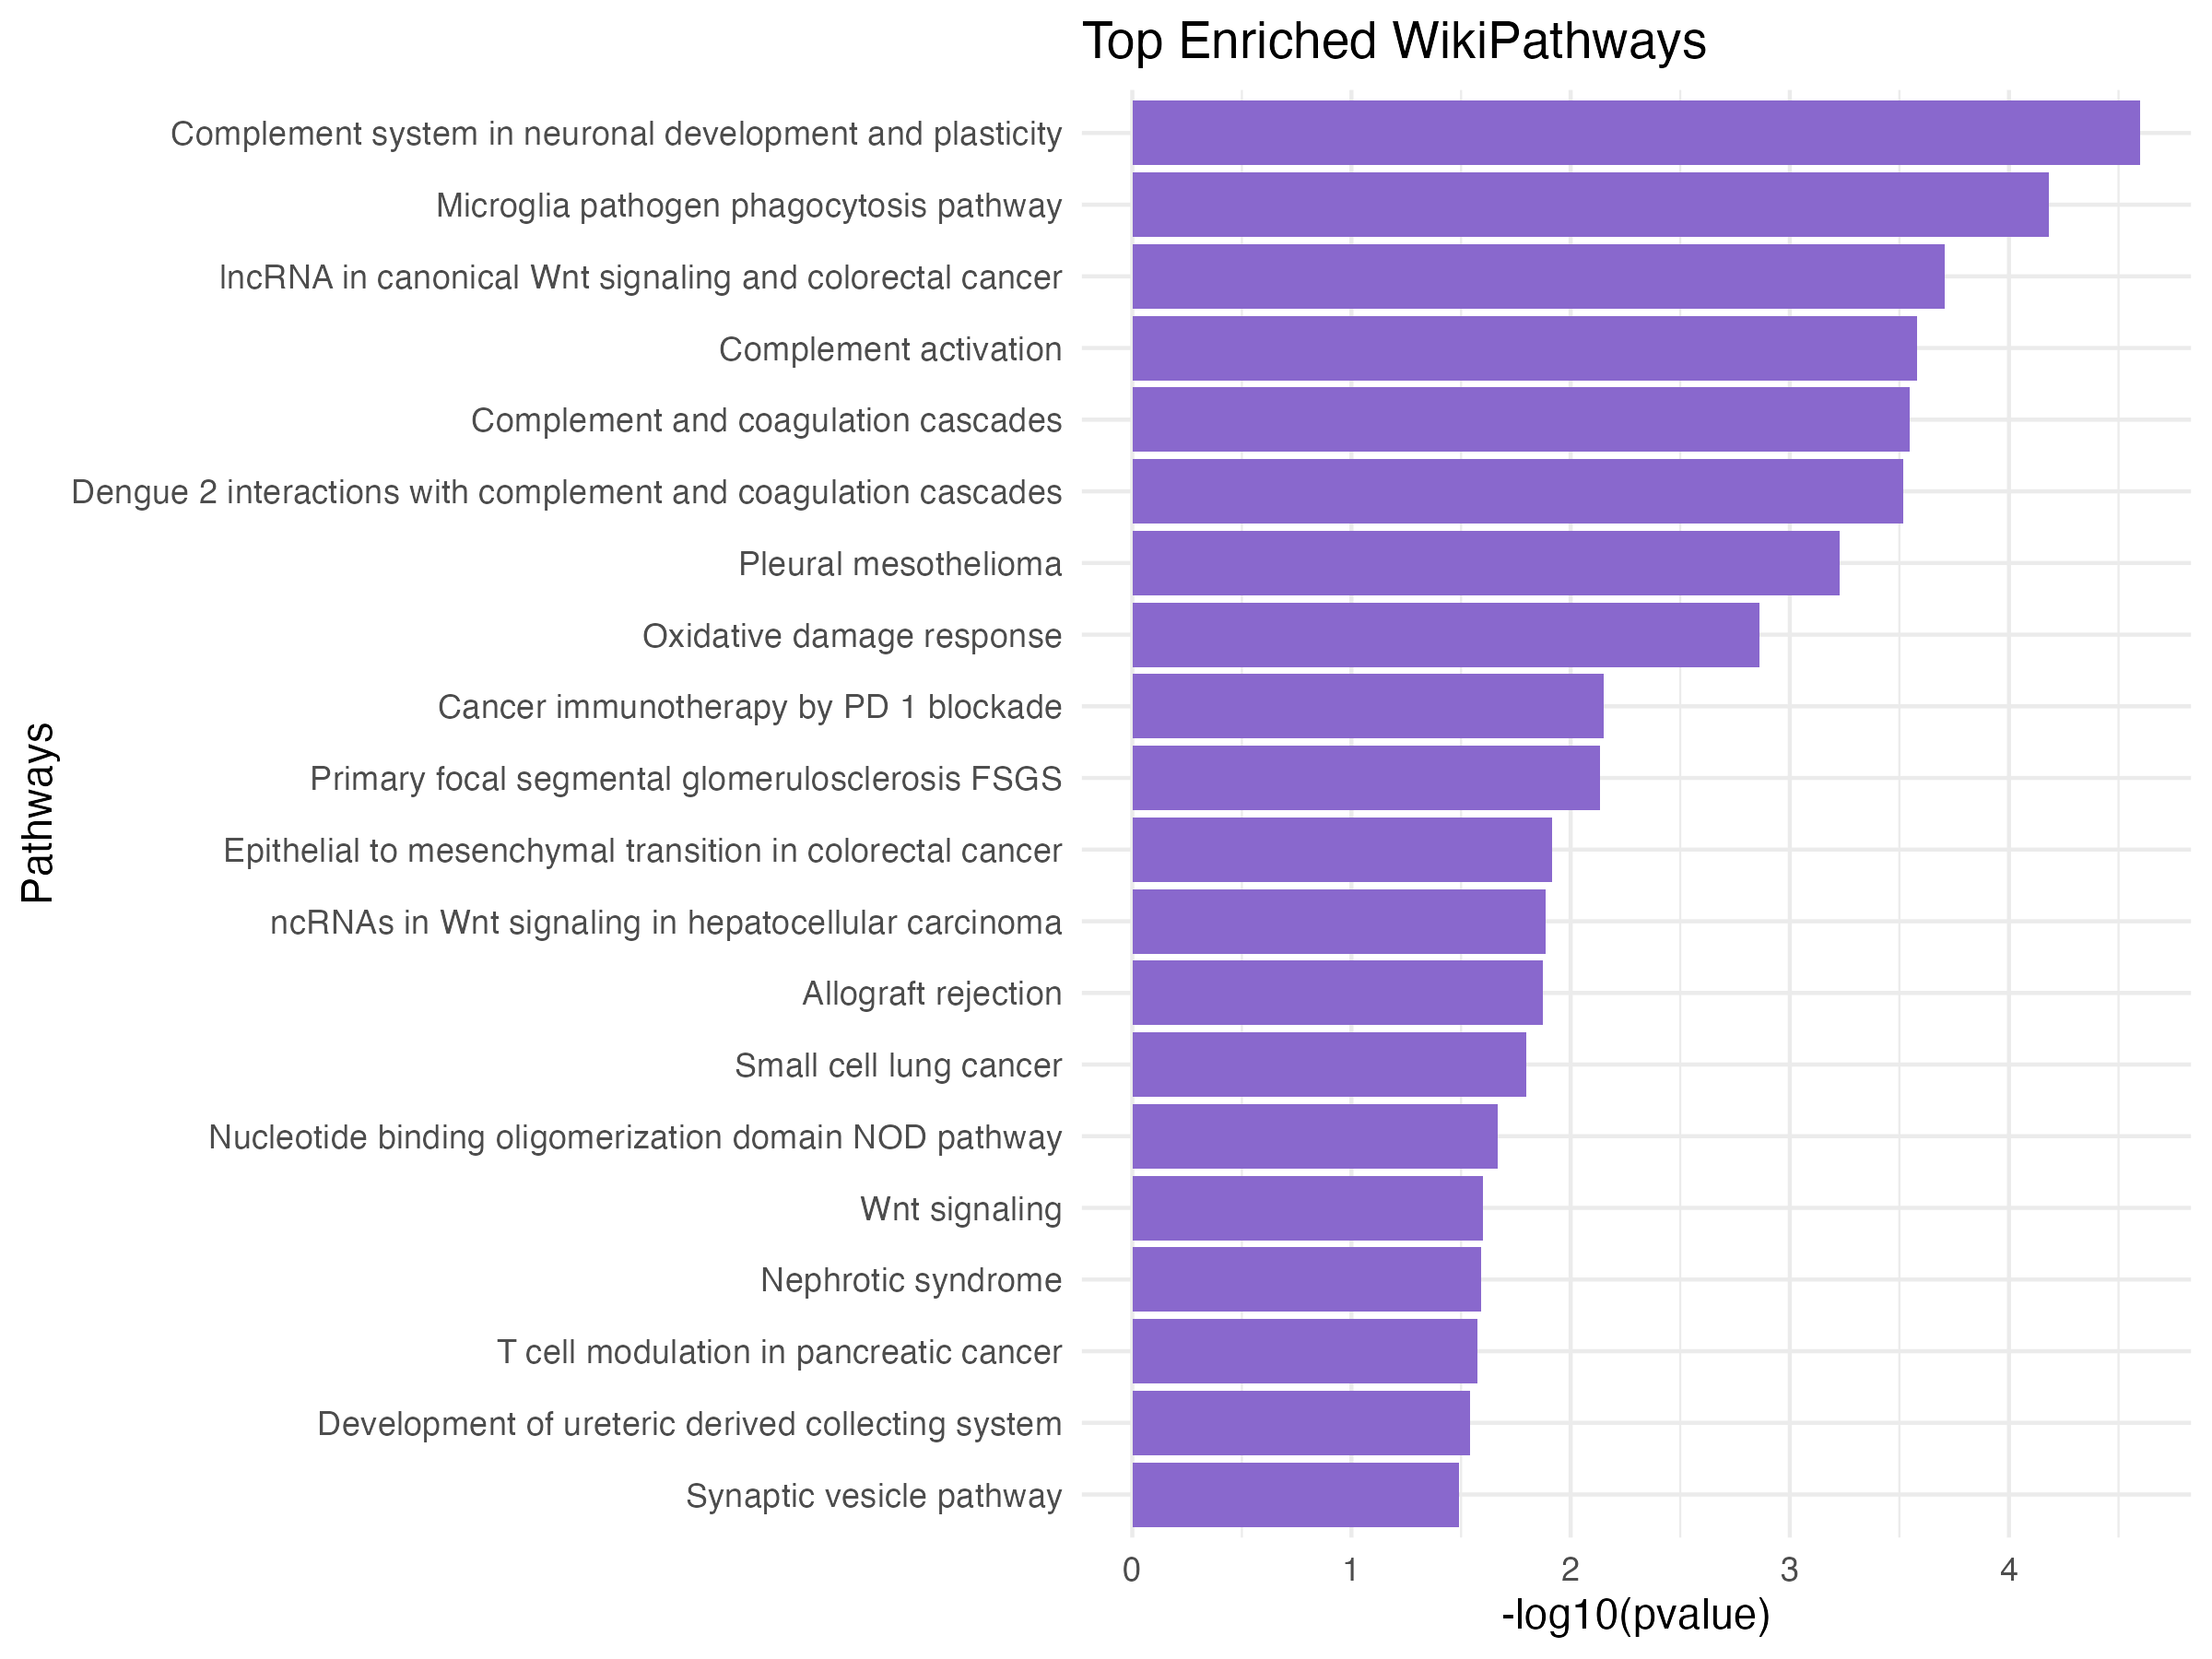 Top Enriched WikiPathways
Complement system in neuronal development and plasticity
Microglia pathogen phagocytosis pathway
lncRNA in canonical Wnt signaling and colorectal cancer
Complement activation
Complement and coagulation cascades
Dengue 2 interactions with complement and coagulation cascades
Pleural mesothelioma
Oxidative damage response
Cancer immunotherapy by PD 1 blockade
Primary focal segmental glomerulosclerosis FSGS
Epithelial to mesenchymal transition in colorectal cancer
ncRNAs in Wnt signaling in hepatocellular carcinoma
Allograft rejection
Small cell lung cancer
Nucleotide binding oligomerization domain NOD pathway
Wnt signaling
Nephrotic syndrome
T cell modulation in pancreatic cancer
Development of ureteric derived collecting system
Synaptic vesicle pathway
Pathways
0 1 2 3 4
-log10(pvalue)